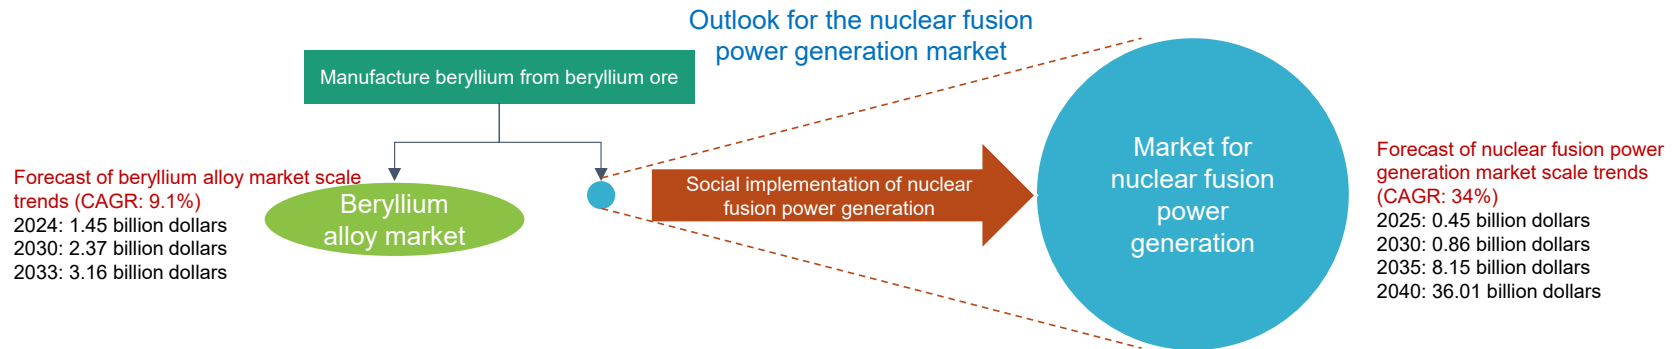 Outlook for the nuclear fusion
power generation market
Manufacture beryllium from beryllium ore
Forecast of beryllium alloy market scale
trends (CAGR: 9.1%)
2024: 1.45 billion dollars
2030: 2.37 billion dollars
2033: 3.16 billion dollars
Beryllium
alloy market
Social implementation of nuclear
fusion power generation
Market for
nuclear fusion
power
generation
Forecast of nuclear fusion power
generation market scale trends
(CAGR: 34%)
2025: 0.45 billion dollars
2030: 0.86 billion dollars
2035: 8.15 billion dollars
2040: 36.01 billion dollars